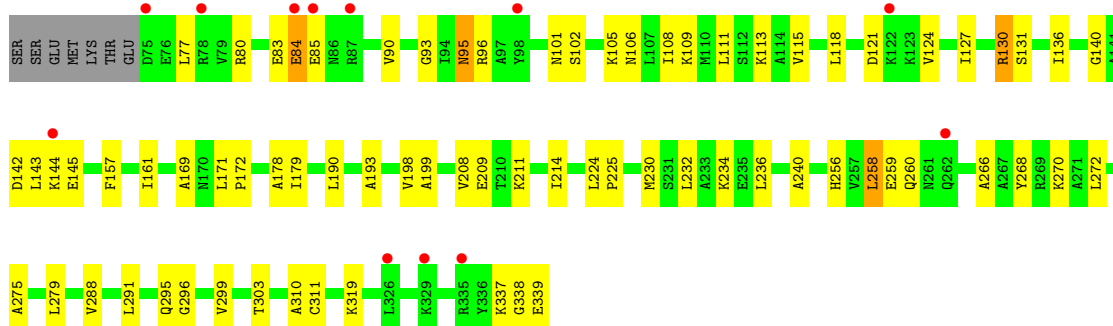 SER SER GLU MET LYS THR GLU D75 E76 L77 R78 V79 R80 E83 E84 E85 N86 R87 V90 G93 I94 N95 R96 A97 Y98 N101 S102 K105 N106 L107 I108 K109 M110 L111 S112 K113 A114 V115 L118 D121 K122 K123 V124 I127 R130 S131 I136 G140 A141
D142 L143 K144 E145 F157 I161 A169 N170 L171 P172 A178 I179 L190 A193 V198 A199 V208 E209 T210 K211 I214 L224 P225 M230 S231 L232 A233 K234 E235 L236 A240 H256 V257 L258 E259 Q260 N261 Q262 A266 A267 Y268 R269 K270 A271 L272
A275 L279 V288 L291 Q295 G296 V299 T303 A310 C311 K319 L326 K329 R335 Y336 K337 G338 E339